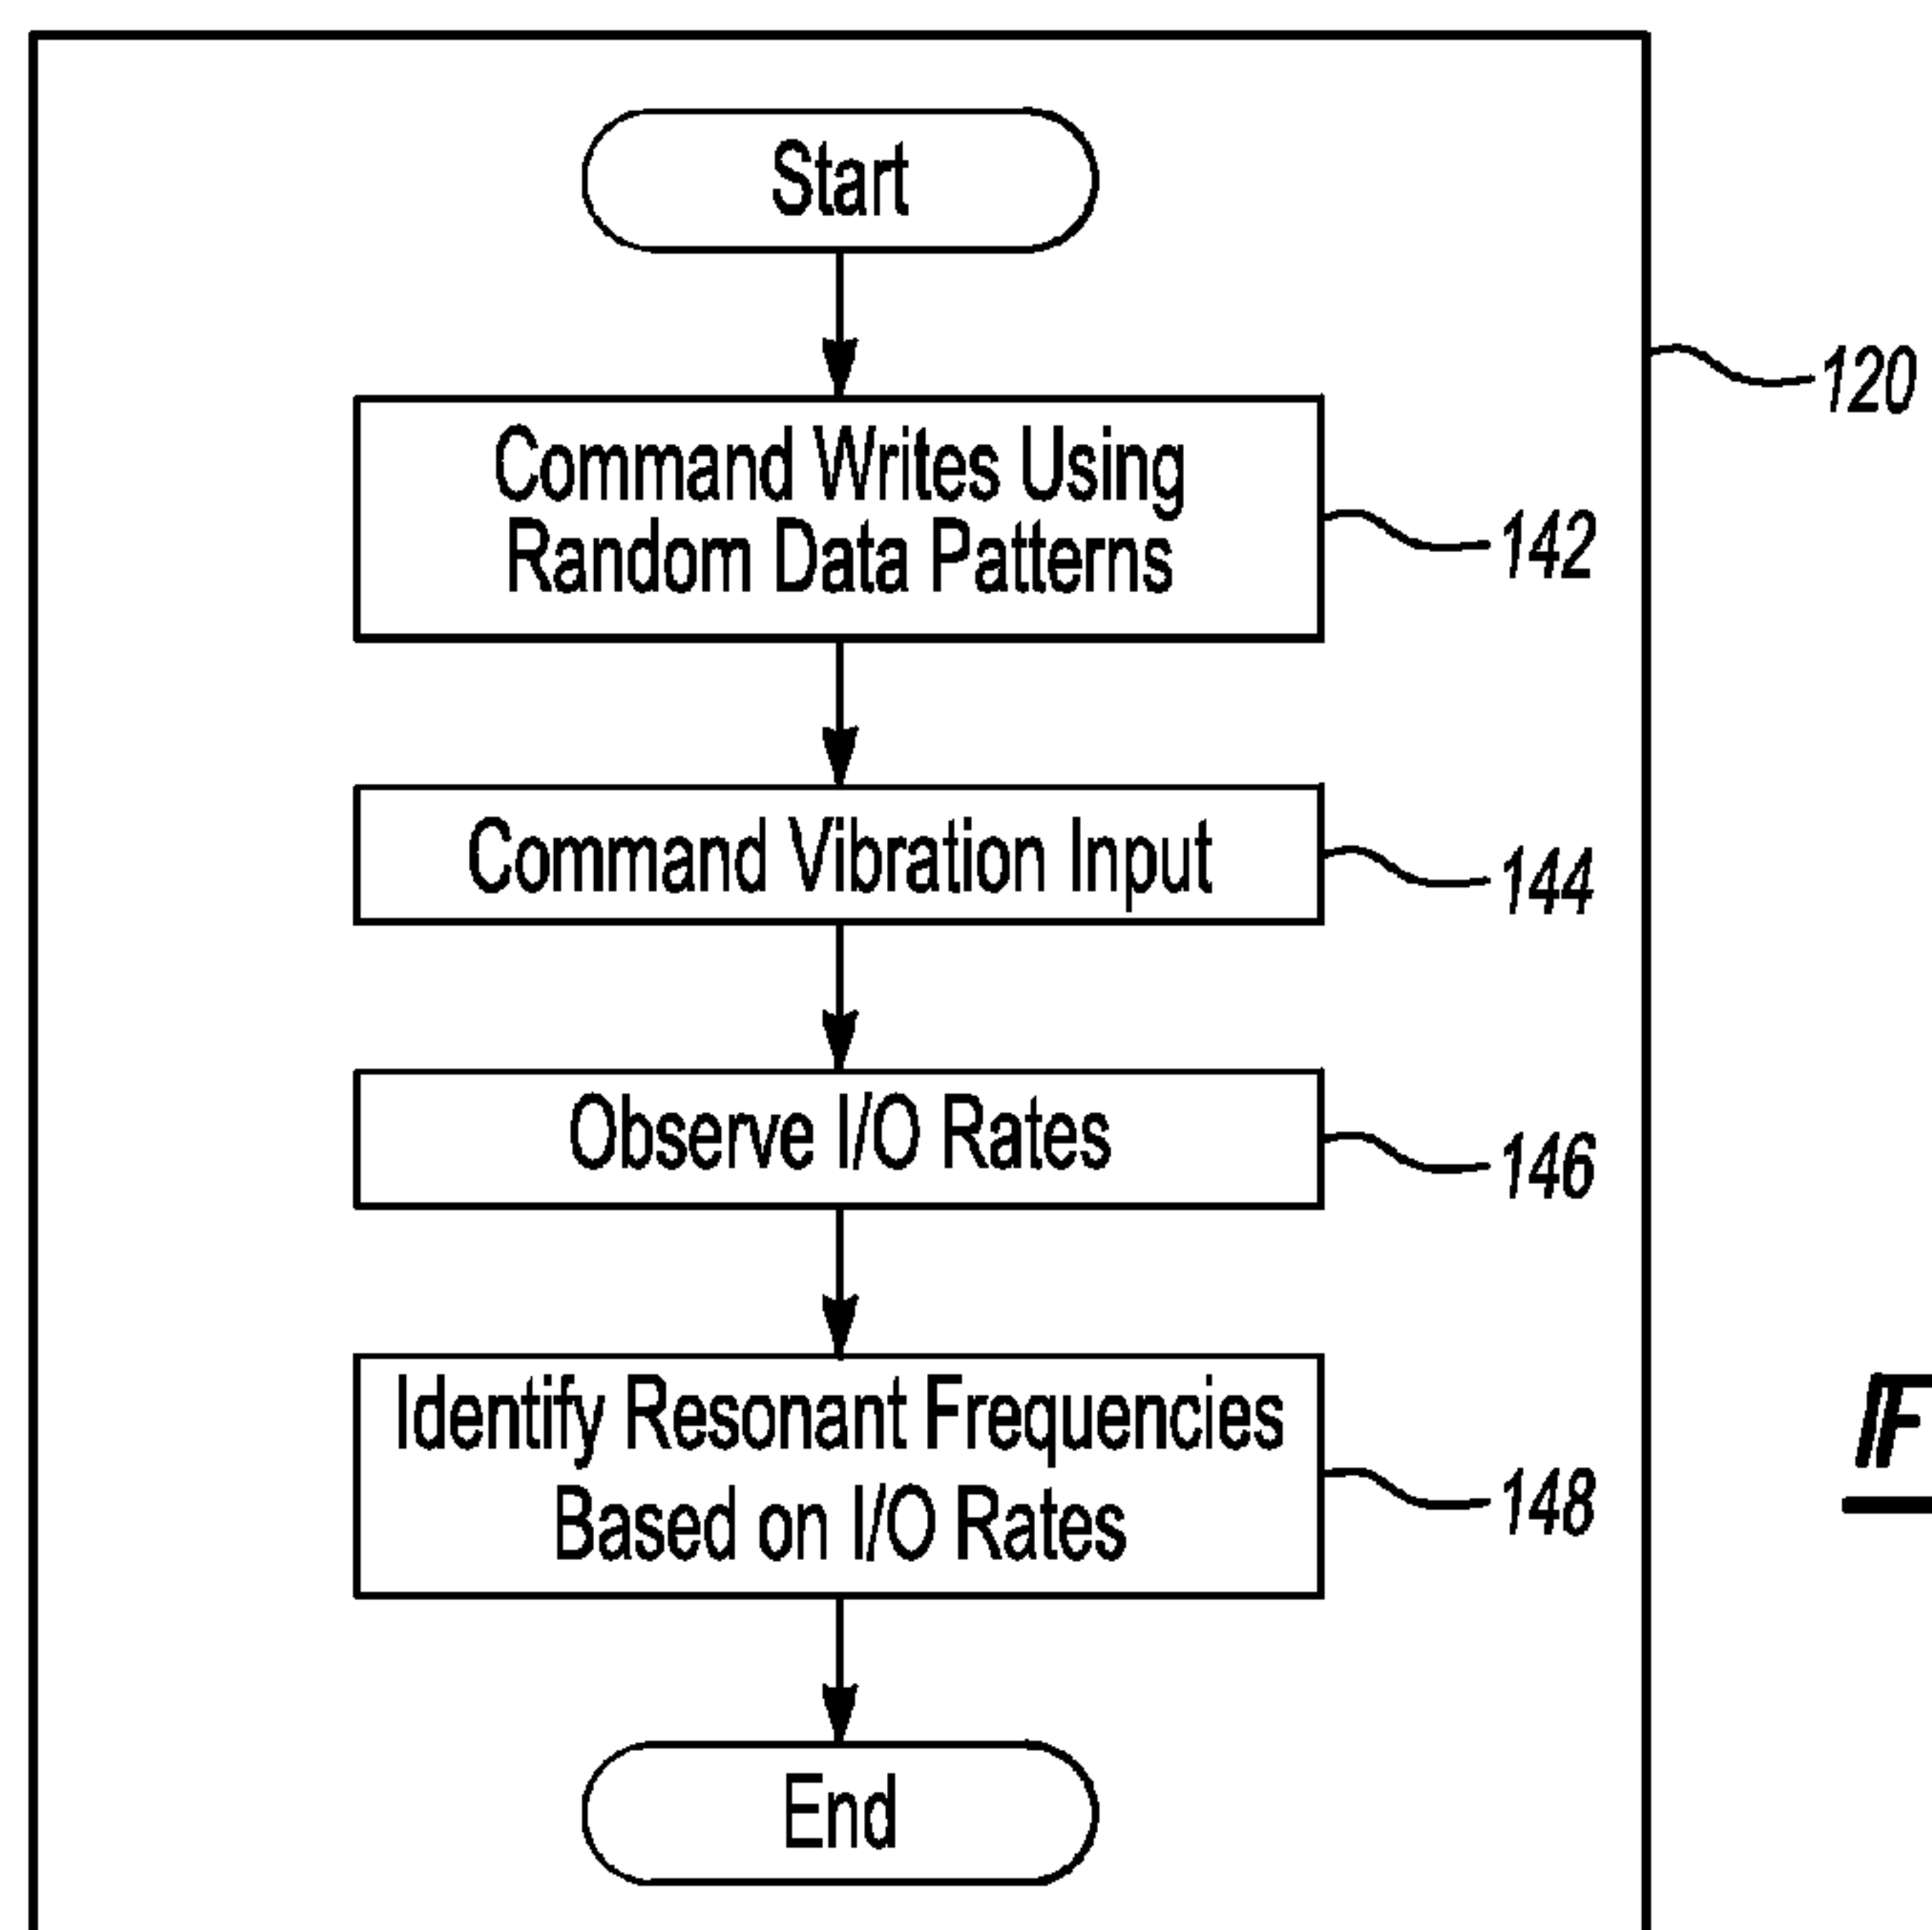 Start
120
Command Writes Using
Random Data Patterns
142
Command Vibration Input
144
Observe I/O Rates
146
Identify Resonant Frequencies
Based on I/O Rates
148
End